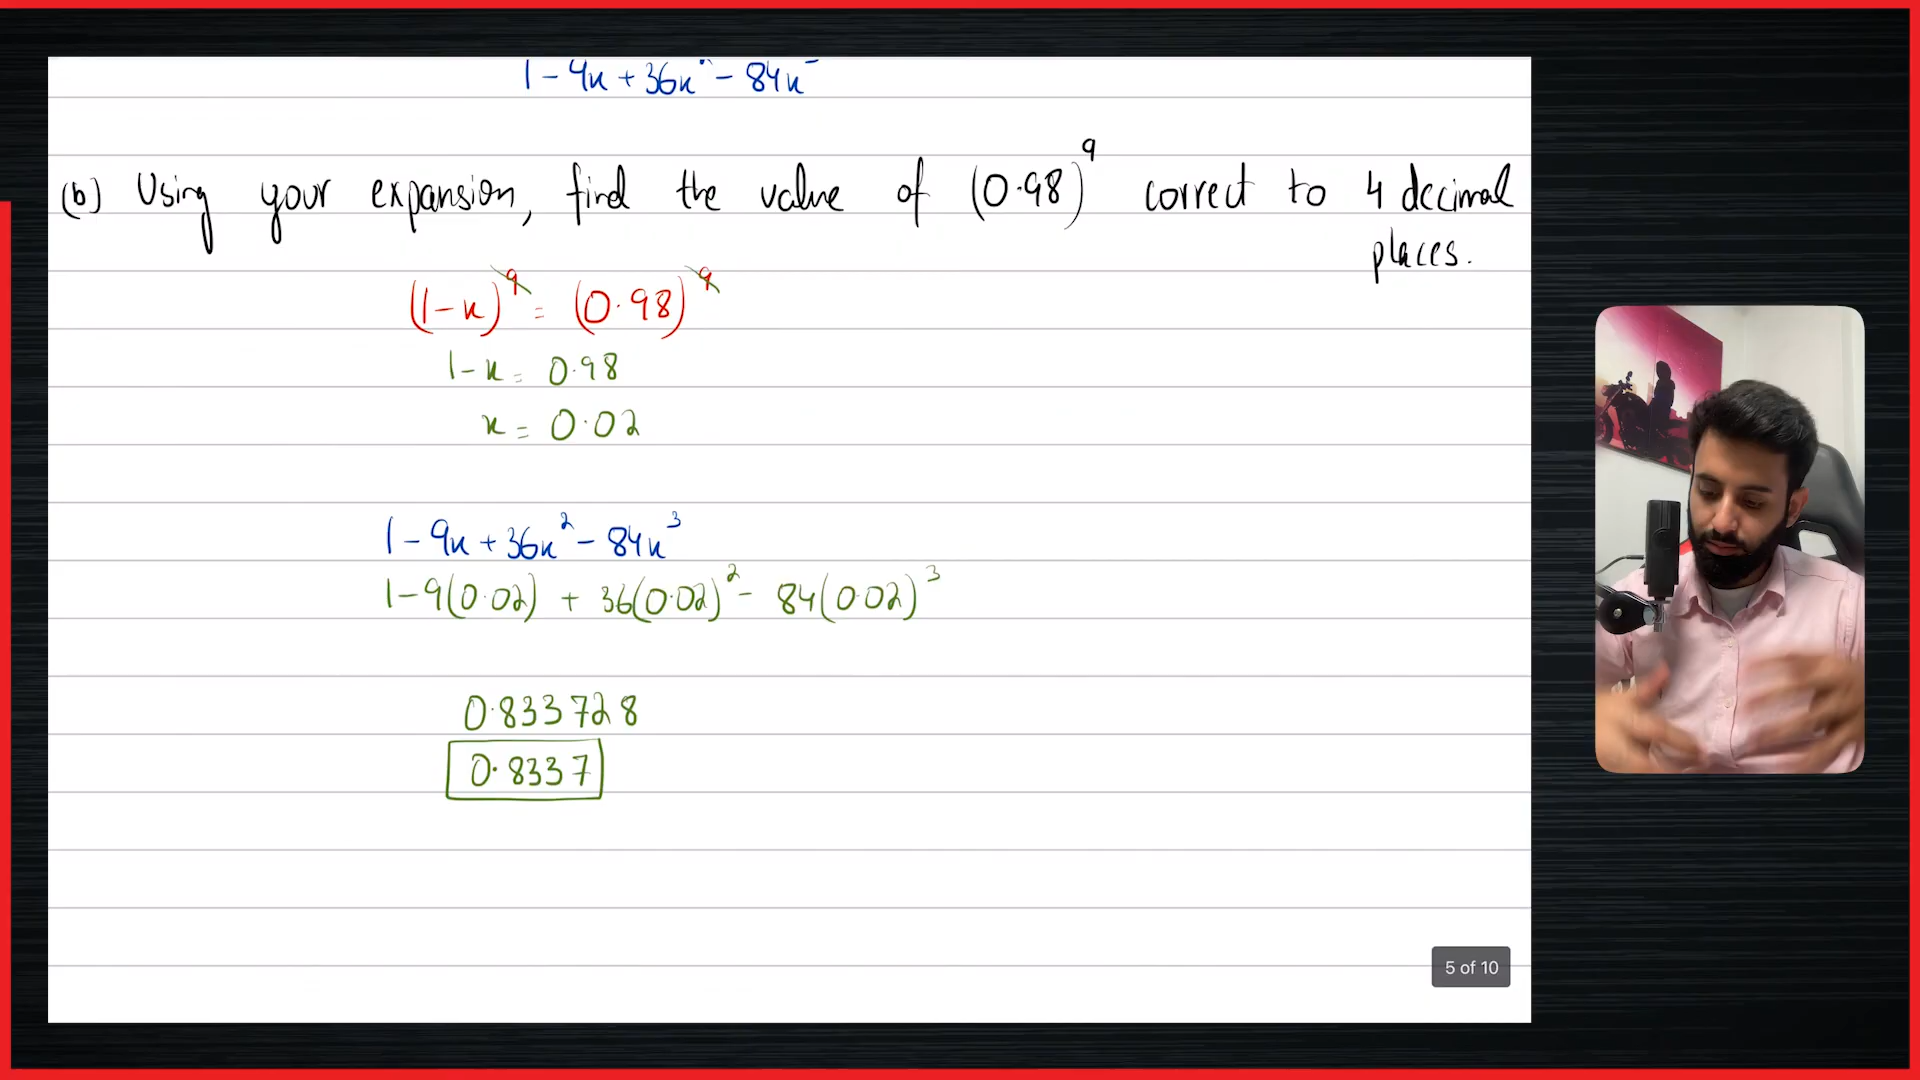 1 - 9x + 36x² - 84x³
(b) Using your expansion, find the value of (0.98)⁹ correct to 4 decimal
places.
(1-x)⁹ = (0.98)⁹
1-x = 0.98
x = 0.02
1 - 9x + 36x² - 84x³
1-9(0.02) + 36(0.02)² - 84(0.02)³
0.833728
0.8337
5 of 10